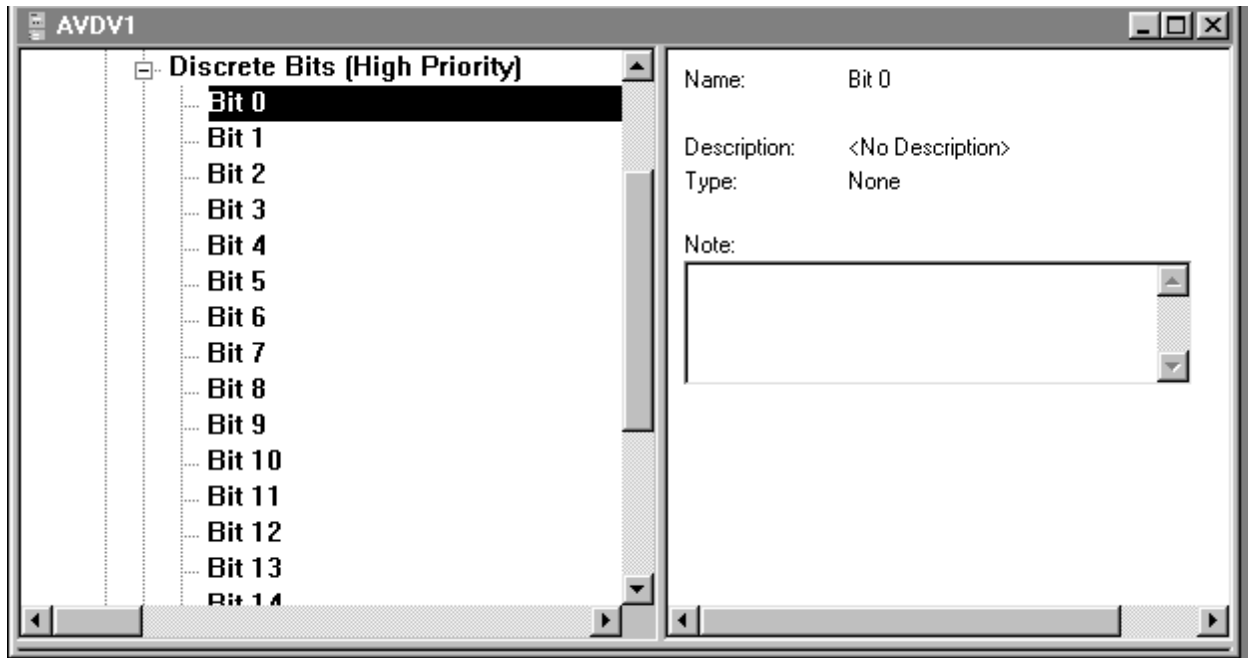 AVDV1
Discrete Bits (High Priority)
Bit 0
Bit 1
Bit 2
Bit 3
Bit 4
Bit 5
Bit 6
Bit 7
Bit 8
Bit 9
Bit 10
Bit 11
Bit 12
Bit 13
Bit 14
Name: Bit 0
Description: <No Description>
Type: None
Note: